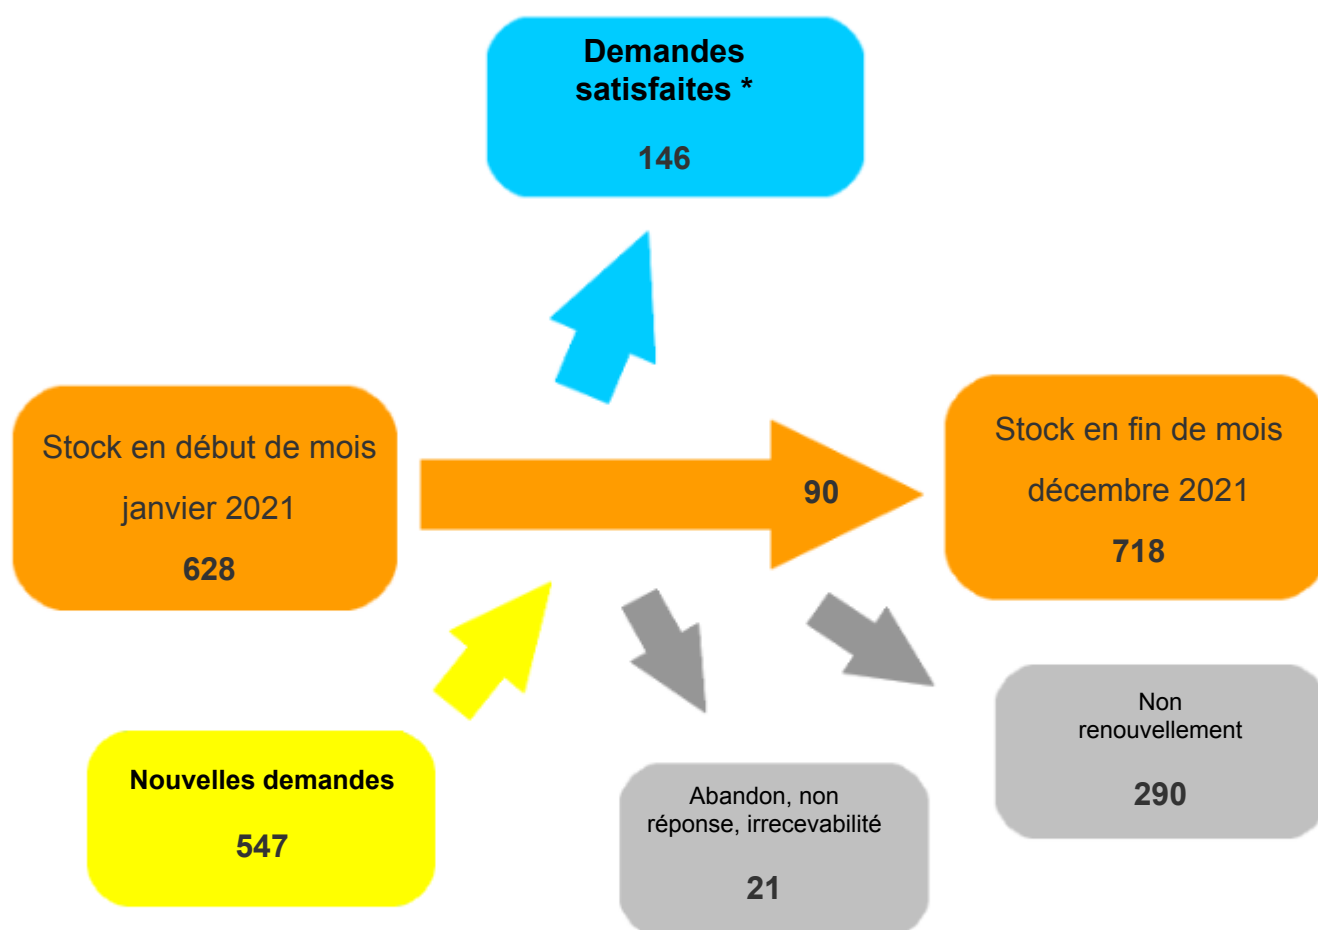 Demandes
satisfaites *
146
Stock en début de mois
janvier 2021
628
90
Stock en fin de mois
décembre 2021
718
Nouvelles demandes
547
Abandon, non
réponse, irrecevabilité
21
Non
renouvellement
290